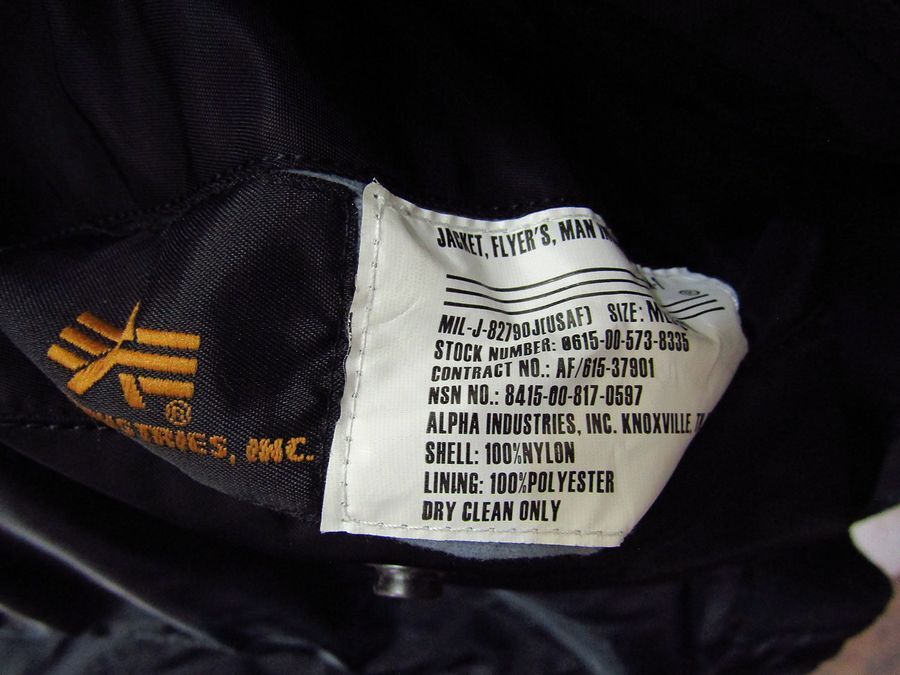 JACKET, FLYER'S, MAN
MIL-J-82790J(USAF) SIZE:
STOCK NUMBER: 8615-00-573-8335
CONTRACT NO.: AF/615-37901
NSN NO.: 8415-00-817-0597
ALPHA INDUSTRIES, INC. KNOXVILLE,
SHELL: 100%NYLON
LINING: 100%POLYESTER
DRY CLEAN ONLY
®
USTRIES, INC.